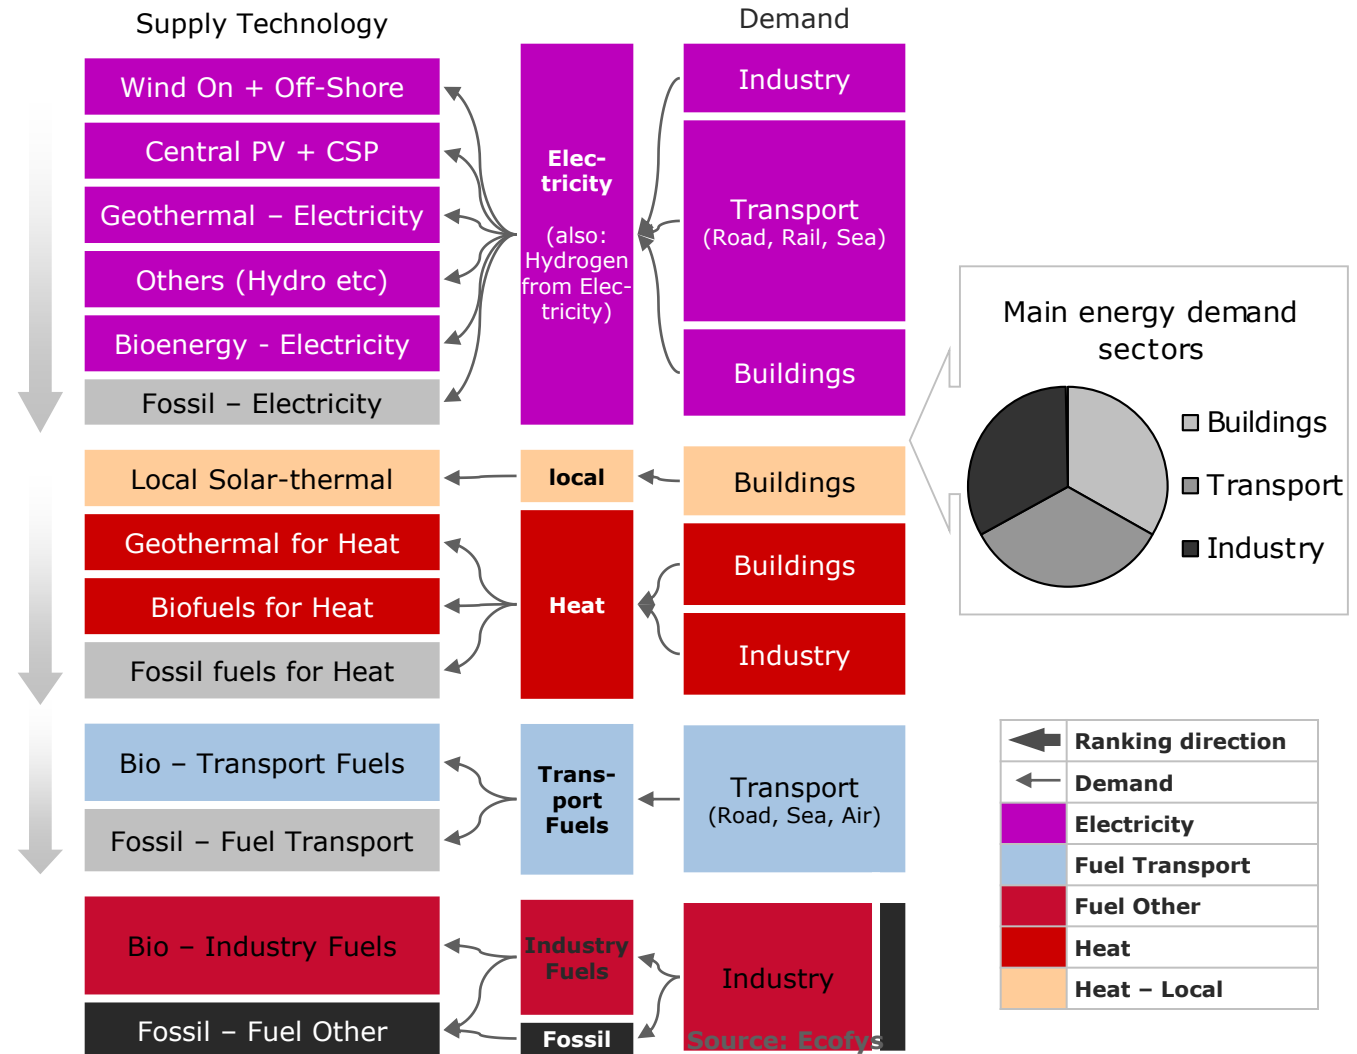 Supply Technology
Demand
Wind On + Off-Shore
Central PV + CSP
Geothermal – Electricity
Others (Hydro etc)
Bioenergy - Electricity
Fossil – Electricity
Elec-
tricity
(also:
Hydrogen
from Elec-
tricity)
Industry
Transport
(Road, Rail, Sea)
Buildings
Local Solar-thermal
local
Buildings
Geothermal for Heat
Biofuels for Heat
Fossil fuels for Heat
Heat
Buildings
Industry
Bio – Transport Fuels
Fossil – Fuel Transport
Trans-
port
Fuels
Transport
(Road, Sea, Air)
Bio – Industry Fuels
Fossil – Fuel Other
Industry
Fuels
Fossil
Industry
Source: Ecofys
Main energy demand
sectors
Buildings
Transport
Industry
Ranking direction
Demand
Electricity
Fuel Transport
Fuel Other
Heat
Heat – Local